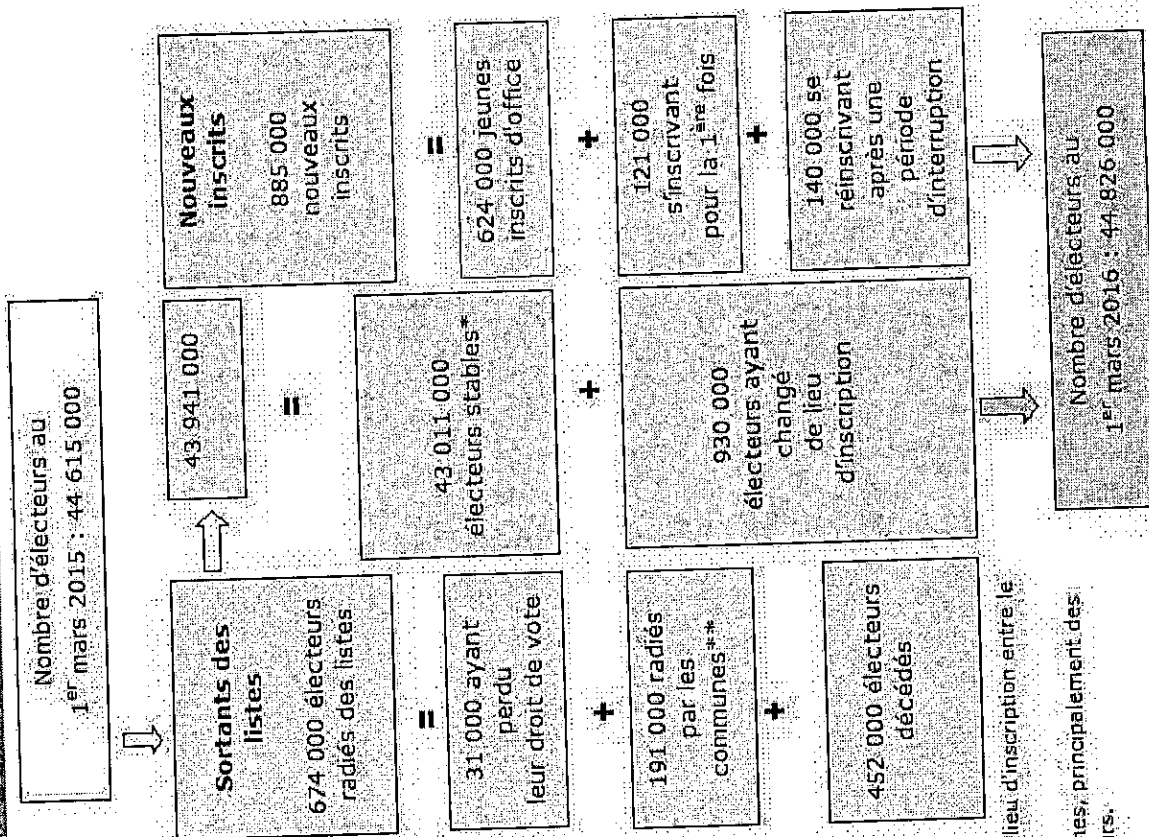 Nombre d'électeurs au
1er mars 2015 : 44 615 000
Sortants des
listes
674 000 électeurs
radiés des listes
=
31 000 ayant
perdu
leur droit de vote
+
191 000 radiés
par les
communes**
+
452 000 électeurs
décédés
43 941 000
=
43 011 000
électeurs stables*
+
930 000
électeurs ayant
changé
de lieu
d'inscription
Nouveaux
inscrits
885 000
nouveaux
inscrits
=
624 000 jeunes
inscrits d'office
+
121 000
s'inscrivant
pour la 1ère fois
+
140 000 se
réinscrivant
après une
période
d'interruption
Nombre d'électeurs au
1er mars 2016 : 44 826 000
lieu d'inscription entre le
principalement des